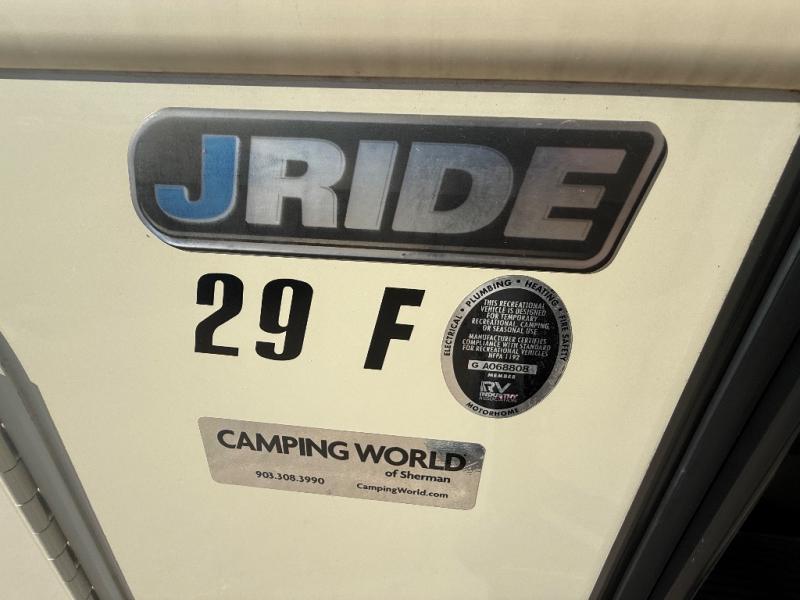 JRIDE
29 F
ELECTRICAL • PLUMBING • HEATING • FIRE SAFETY
THIS RECREATIONAL
VEHICLE IS DESIGNED
FOR TEMPORARY
RECREATIONAL, CAMPING,
OR SEASONAL USE.
MANUFACTURER CERTIFIES
COMPLIANCE WITH STANDARD
FOR RECREATIONAL VEHICLES
NFPA 1192
G A068808
MEMBER
RV
INDUSTRY
ASSOCIATION
MOTORHOME
CAMPING WORLD
of Sherman
903.308.3990
CampingWorld.com